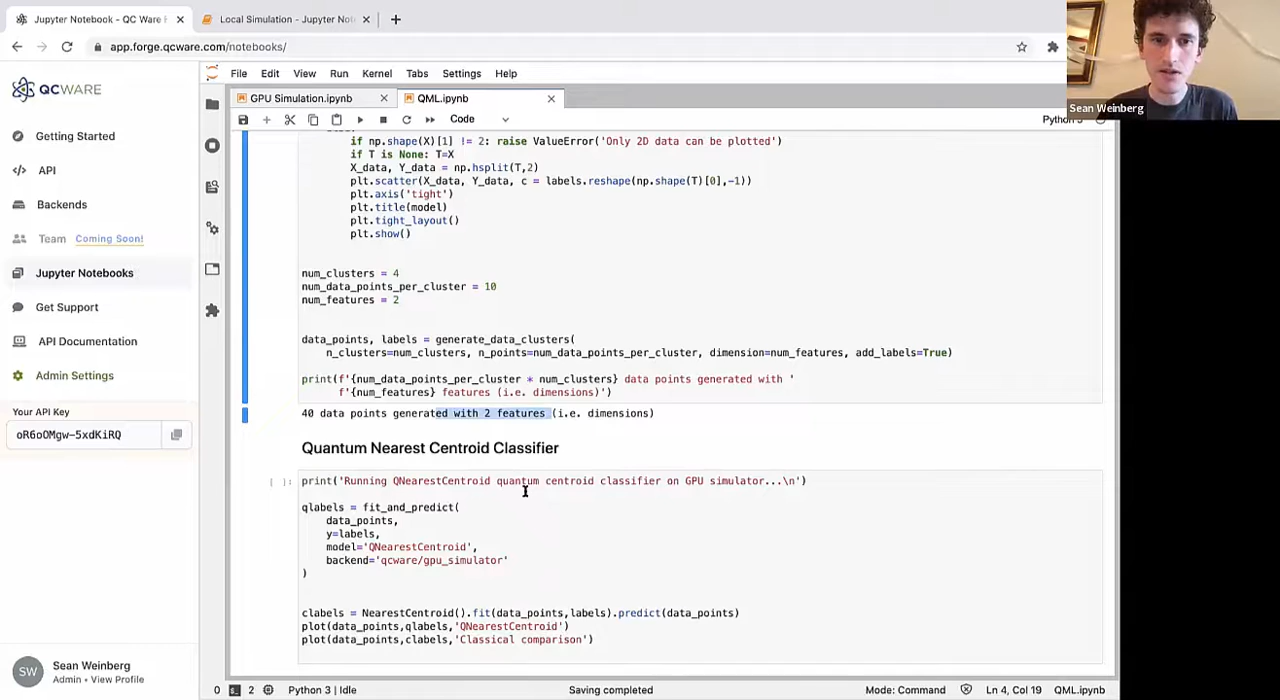 Jupyter Notebook - QC Ware F
Local Simulation - Jupyter No
app.forge.qcware.com/notebooks/
Sean Weinberg
QCWARE
Getting Started
API
Backends
Team Coming Soon!
Jupyter Notebooks
Get Support
API Documentation
Admin Settings
Your API Key
oR6oOMgw-5xdKiRQ
SW
Sean Weinberg
Admin • View Profile
File Edit View Run Kernel Tabs Settings Help
GPU Simulation.ipynb
QML.ipynb
Code
Python 3
if np.shape(X)[1] != 2: raise ValueError('Only 2D data can be plotted')
if T is None: T=X
X_data, Y_data = np.hsplit(T,2)
plt.scatter(X_data, Y_data, c = labels.reshape(np.shape(T)[0],-1))
plt.axis('tight')
plt.title(model)
plt.tight_layout()
plt.show()
num_clusters = 4
num_data_points_per_cluster = 10
num_features = 2
data_points, labels = generate_data_clusters(
n_clusters=num_clusters, n_points=num_data_points_per_cluster, dimension=num_features, add_labels=True)
print(f'{num_data_points_per_cluster * num_clusters} data points generated with '
f'{num_features} features (i.e. dimensions)')
40 data points generated with 2 features (i.e. dimensions)
Quantum Nearest Centroid Classifier
[ ]:
print('Running QNearestCentroid quantum centroid classifier on GPU simulator...\n')
qlabels = fit_and_predict(
data_points,
y=labels,
model='QNearestCentroid',
backend='qcware/gpu_simulator'
)
clabels = NearestCentroid().fit(data_points,labels).predict(data_points)
plot(data_points,qlabels,'QNearestCentroid')
plot(data_points,clabels,'Classical comparison')
0 2 Python 3 | Idle Saving completed Mode: Command Ln 4, Col 19 QML.ipynb